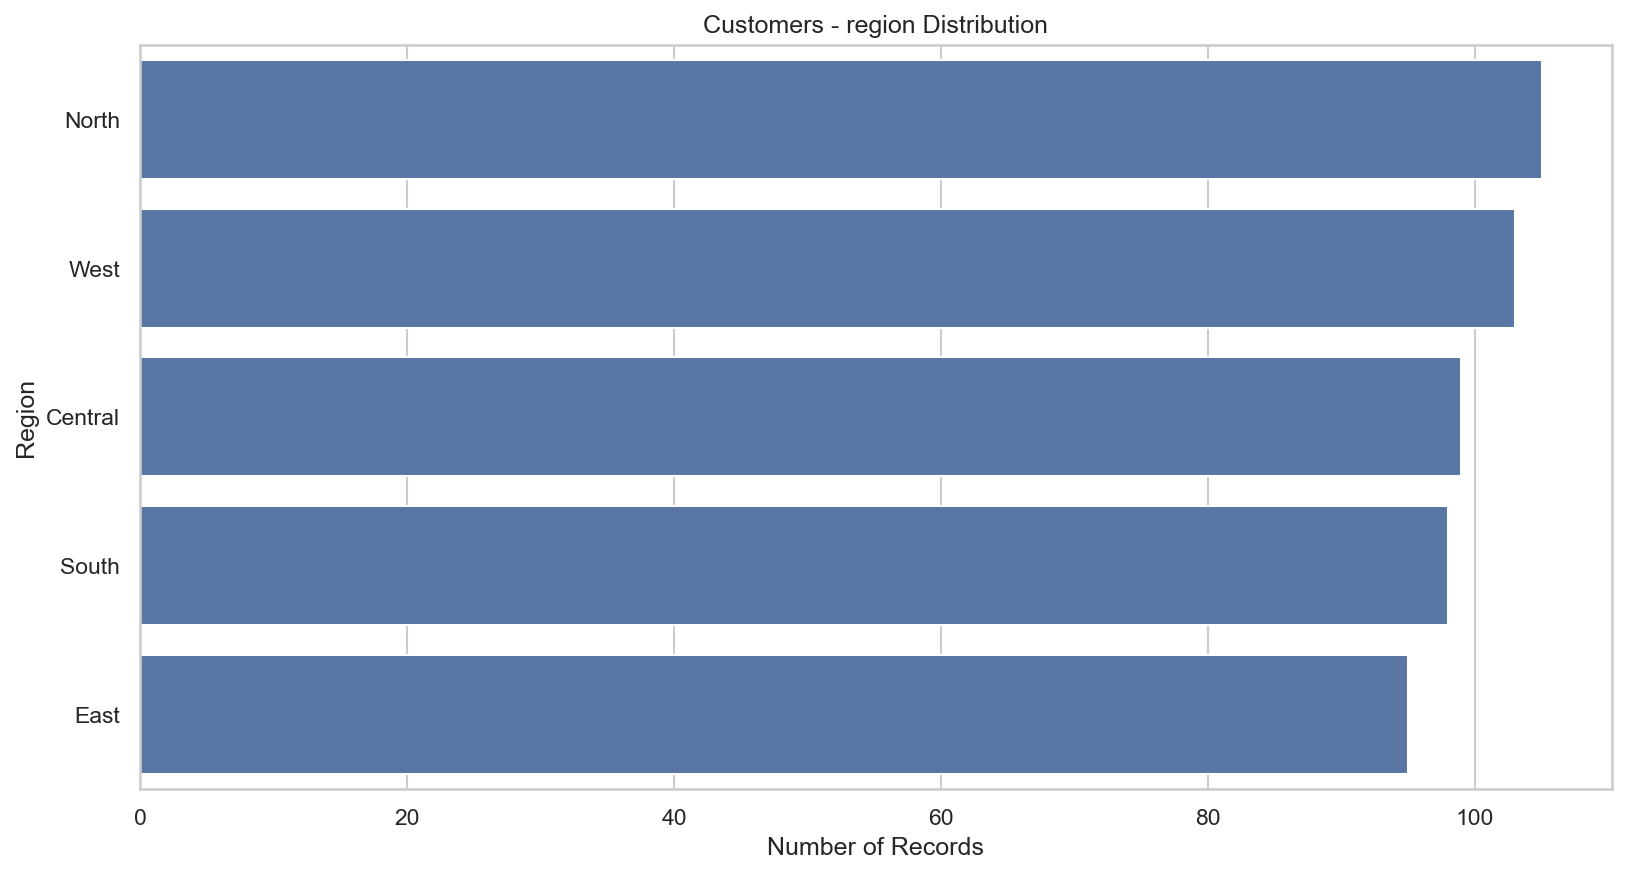 Customers - region Distribution
Region
North
West
Central
South
East
0 20 40 60 80 100
Number of Records